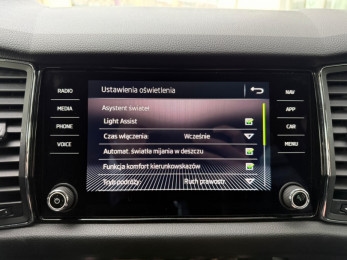 Ustawienia oświetlenia
RADIO
MEDIA
PHONE
VOICE
NAV
APP
CAR
MENU
Asystent świateł
Light Assist
Czas włączenia: Wcześnie
Automat. światła mijania w deszczu
Funkcja komfort kierunkowskazów
Tryb podróży Ruch prawostr.